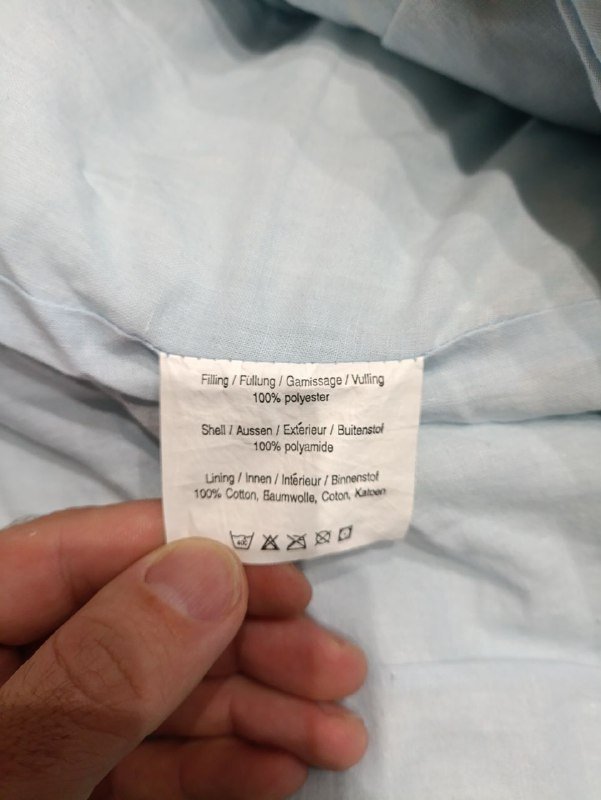 Filling / Füllung / Garnissage / Vulling
100% polyester
Shell / Aussen / Extérieur / Buitenstof
100% polyamide
Lining / Innen / Intérieur / Binnenstof
100% Cotton, Baumwolle, Coton, Katoen